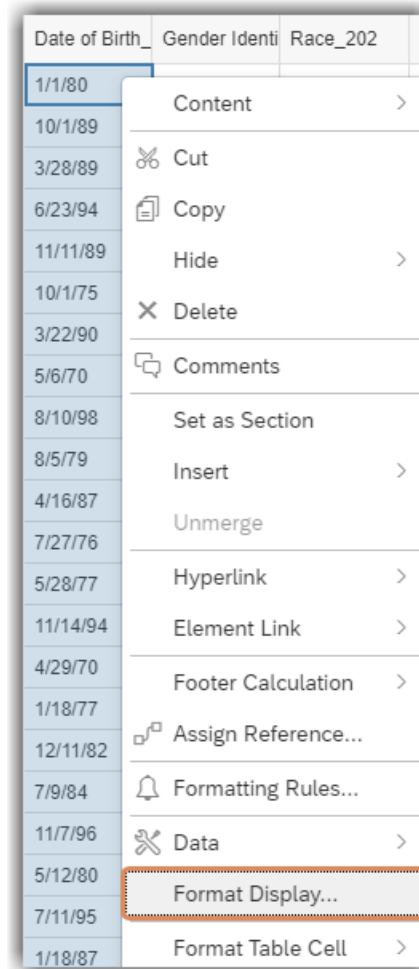 Date of Birth_ Gender Identi Race_202
1/1/80
10/1/89
3/28/89
6/23/94
11/11/89
10/1/75
3/22/90
5/6/70
8/10/98
8/5/79
4/16/87
7/27/76
5/28/77
11/14/94
4/29/70
1/18/77
12/11/82
7/9/84
11/7/96
5/12/80
7/11/95
1/18/87
Content
Cut
Copy
Hide
Delete
Comments
Set as Section
Insert
Unmerge
Hyperlink
Element Link
Footer Calculation
Assign Reference...
Formatting Rules...
Data
Format Display...
Format Table Cell